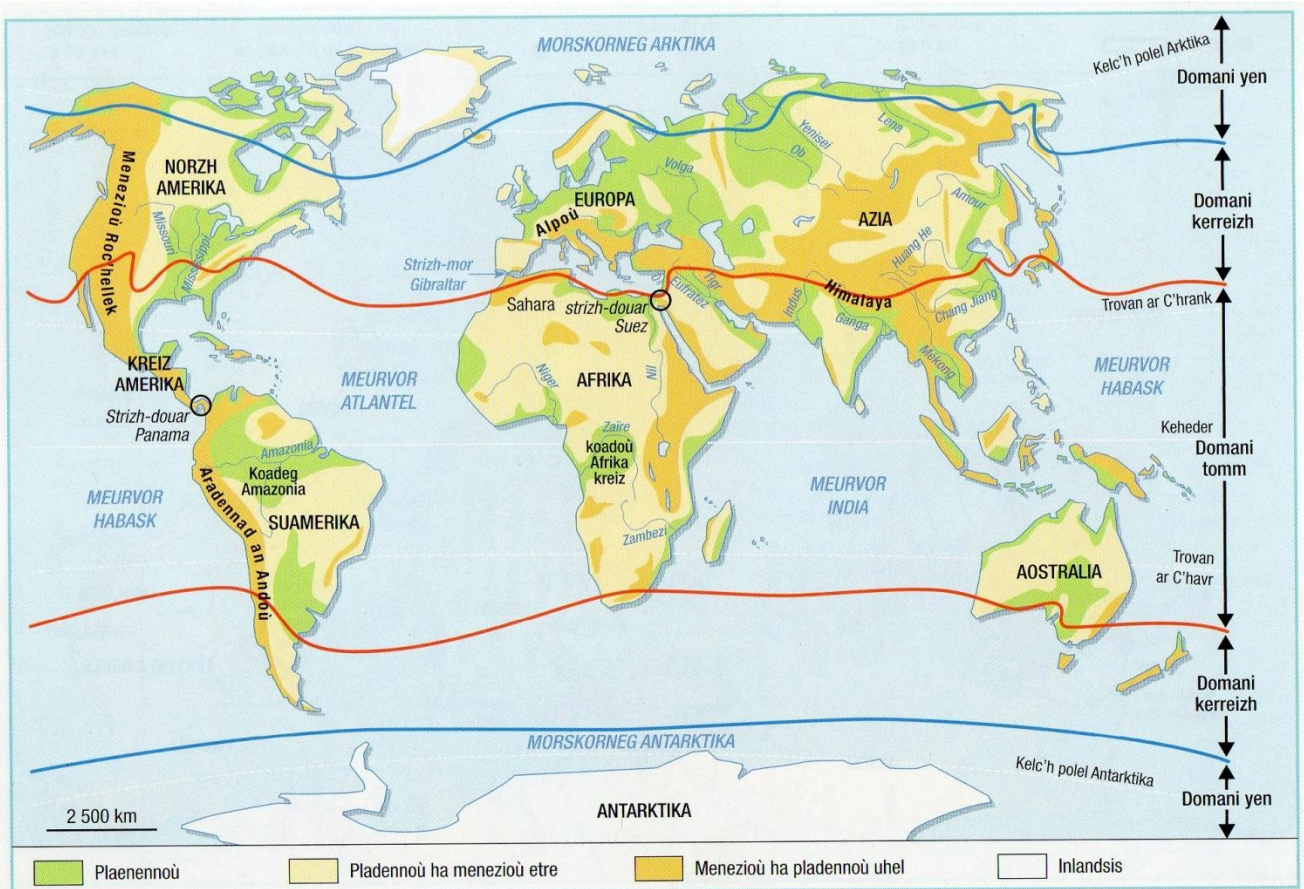 MORSKORNEG ARKTIKA
Kelc'h polel Arktika
Domani yen
NORZH
AMERIKA
Menezioù Roc'hellek
Missouri
Mississippi
EUROPA
Alpoù
Volga
Ob
Yenisei
Lena
AZIA
Amour
Huang He
Domani
kerreizh
Strizh-mor
Gibraltar
Sahara
strizh-douar
Suez
Tigr
Eufratez
Indus
Himalaya
Ganga
Chang Jiang
Mékong
Trovan ar C'hrank
KREIZ
AMERIKA
Strizh-douar
Panama
MEURVOR
ATLANTEL
AFRIKA
Niger
Nil
Zaïre
koadoù
Afrika
kreiz
Zambezi
MEURVOR
HABASK
Keheder
Domani
tomm
Amazonia
Koadeg
Amazonia
SUAMERIKA
Aradennad an Andoù
MEURVOR
HABASK
MEURVOR
INDIA
AOSTRALIA
Trovan
ar C'havr
Domani
kerreizh
MORSKORNEG ANTARKTIKA
Kelc'h polel Antarktika
ANTARKTIKA
Domani yen
2 500 km
Plaenennoù
Pladennoù ha menezioù etre
Menezioù ha pladennoù uhel
Inlandsis